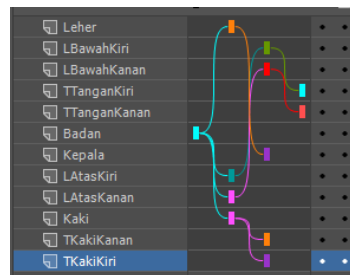 Leher
LBawahKiri
LBawahKanan
TTanganKiri
TTanganKanan
Badan
Kepala
LAtasKiri
LAtasKanan
Kaki
TKakiKanan
TKakiKiri